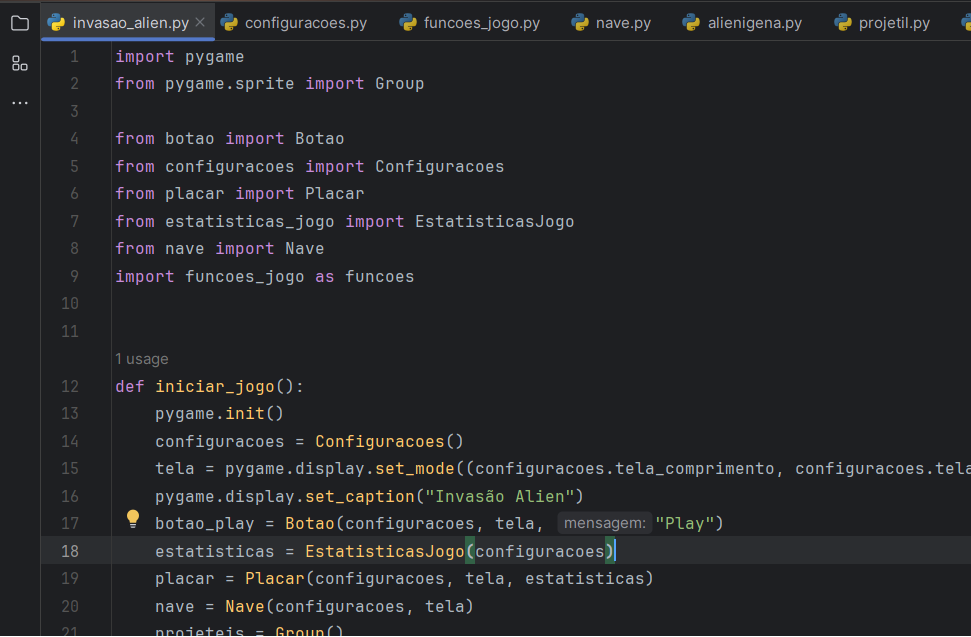 invasao_alien.py configuracoes.py funcoes_jogo.py nave.py alienigena.py projetil.py
1 import pygame
2 from pygame.sprite import Group
3
4 from botao import Botao
5 from configuracoes import Configuracoes
6 from placar import Placar
7 from estatisticas_jogo import EstatisticasJogo
8 from nave import Nave
9 import funcoes_jogo as funcoes
10
11
1 usage
12 def iniciar_jogo():
13 pygame.init()
14 configuracoes = Configuracoes()
15 tela = pygame.display.set_mode((configuracoes.tela_comprimento, configuracoes.tela
16 pygame.display.set_caption("Invasão Alien")
17 botao_play = Botao(configuracoes, tela, mensagem: "Play")
18 estatisticas = EstatisticasJogo(configuracoes)
19 placar = Placar(configuracoes, tela, estatisticas)
20 nave = Nave(configuracoes, tela)
21 projeteis = Group()